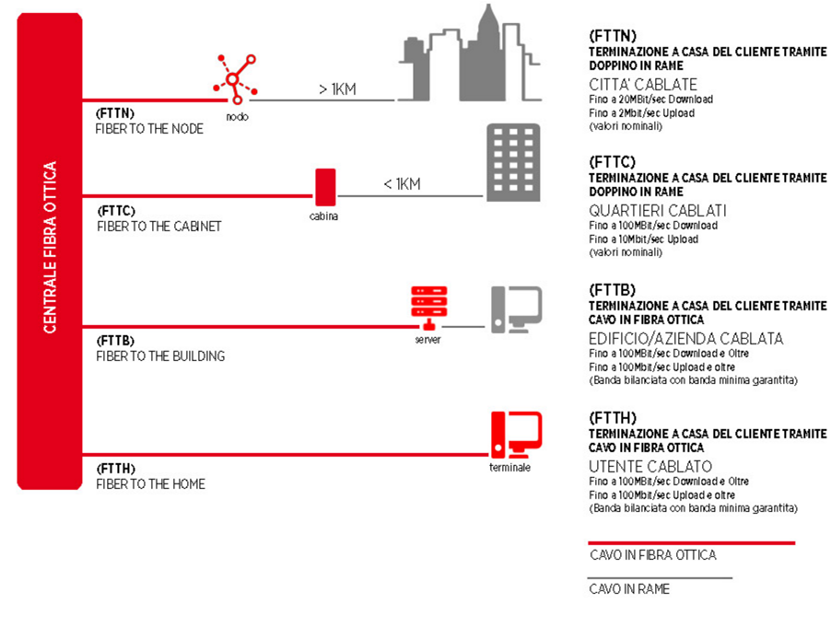 CENTRALE FIBRA OTTICA
nodo
> 1KM
(FTTN)
FIBER TO THE NODE
(FTTN)
TERMINAZIONE A CASA DEL CLIENTE TRAMITE
DOPPINO IN RAME
CITTA' CABLATE
Fino a 20MBit/sec Download
Fino a 2Mbit/sec Upload
(valori nominali)
cabina
< 1KM
(FTTC)
FIBER TO THE CABINET
(FTTC)
TERMINAZIONE A CASA DEL CLIENTE TRAMITE
DOPPINO IN RAME
QUARTIERI CABLATI
Fino a 100MBit/sec Download
Fino a 10Mbit/sec Upload
(valori nominali)
server
(FTTB)
FIBER TO THE BUILDING
(FTTB)
TERMINAZIONE A CASA DEL CLIENTE TRAMITE
CAVO IN FIBRA OTTICA
EDIFICIO/AZIENDA CABLATA
Fino a 100MBit/sec Download e Oltre
Fino a 100Mbit/sec Upload e oltre
(Banda bilanciata con banda minima garantita)
terminale
(FTTH)
FIBER TO THE HOME
(FTTH)
TERMINAZIONE A CASA DEL CLIENTE TRAMITE
CAVO IN FIBRA OTTICA
UTENTE CABLATO
Fino a 100MBit/sec Download e Oltre
Fino a 100Mbit/sec Upload e oltre
(Banda bilanciata con banda minima garantita)
CAVO IN FIBRA OTTICA
CAVO IN RAME